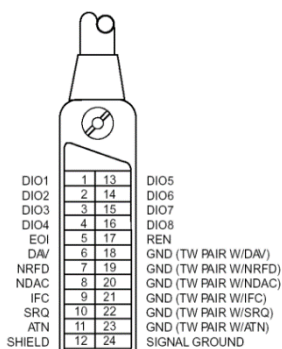 DIO1 1 13 DIO5
DIO2 2 14 DIO6
DIO3 3 15 DIO7
DIO4 4 16 DIO8
EOI 5 17 REN
DAV 6 18 GND (TW PAIR W/DAV)
NRFD 7 19 GND (TW PAIR W/NRFD)
NDAC 8 20 GND (TW PAIR W/NDAC)
IFC 9 21 GND (TW PAIR W/IFC)
SRQ 10 22 GND (TW PAIR W/SRQ)
ATN 11 23 GND (TW PAIR W/ATN)
SHIELD 12 24 SIGNAL GROUND